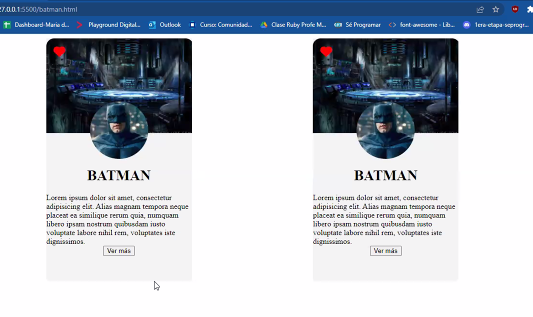 27.0.0.1:5500/batman.html
Dashboard-Maria d... Playground Digital... Outlook Curso: Comunidad... Clase Ruby Profe M... Sé Programar font-awesome - Lib... 1era-etapa-seprogr...
BATMAN
Lorem ipsum dolor sit amet, consectetur
adipisicing elit. Alias magnam tempora neque
placeat ea similique rerum quia, numquam
libero ipsam nostrum quibusdam iusto
voluptate labore nihil rem, voluptates iste
dignissimos.
Ver más
BATMAN
Lorem ipsum dolor sit amet, consectetur
adipisicing elit. Alias magnam tempora neque
placeat ea similique rerum quia, numquam
libero ipsam nostrum quibusdam iusto
voluptate labore nihil rem, voluptates iste
dignissimos.
Ver más